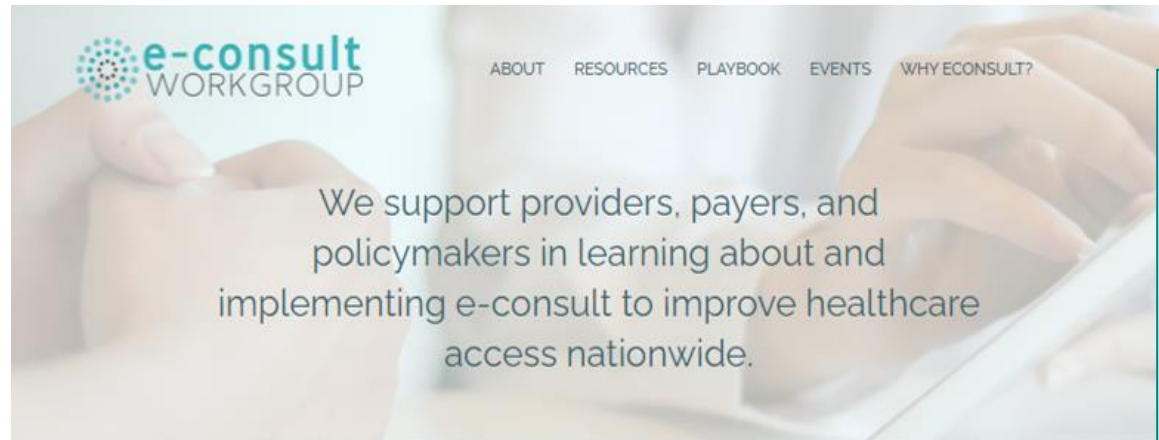 e-consult
WORKGROUP
ABOUT RESOURCES PLAYBOOK EVENTS WHY ECONSULT?
We support providers, payers, and
policymakers in learning about and
implementing e-consult to improve healthcare
access nationwide.